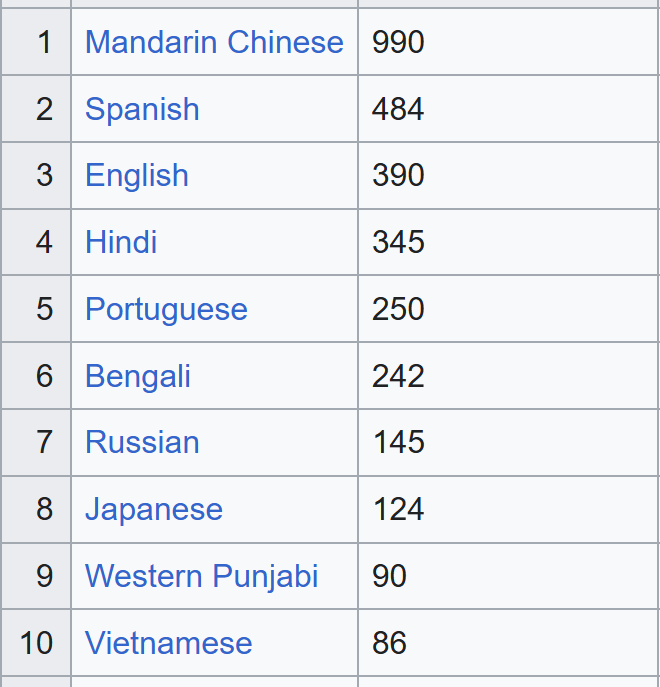 1 Mandarin Chinese 990
2 Spanish 484
3 English 390
4 Hindi 345
5 Portuguese 250
6 Bengali 242
7 Russian 145
8 Japanese 124
9 Western Punjabi 90
10 Vietnamese 86